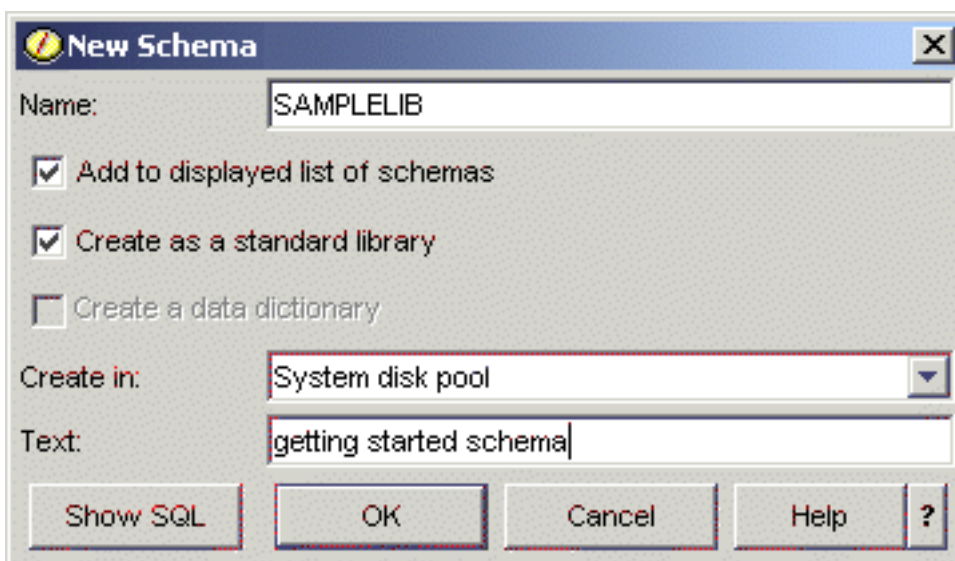 New Schema
Name: SAMPLELIB
Add to displayed list of schemas
Create as a standard library
Create a data dictionary
Create in: System disk pool
Text: getting started schema
Show SQL OK Cancel Help ?